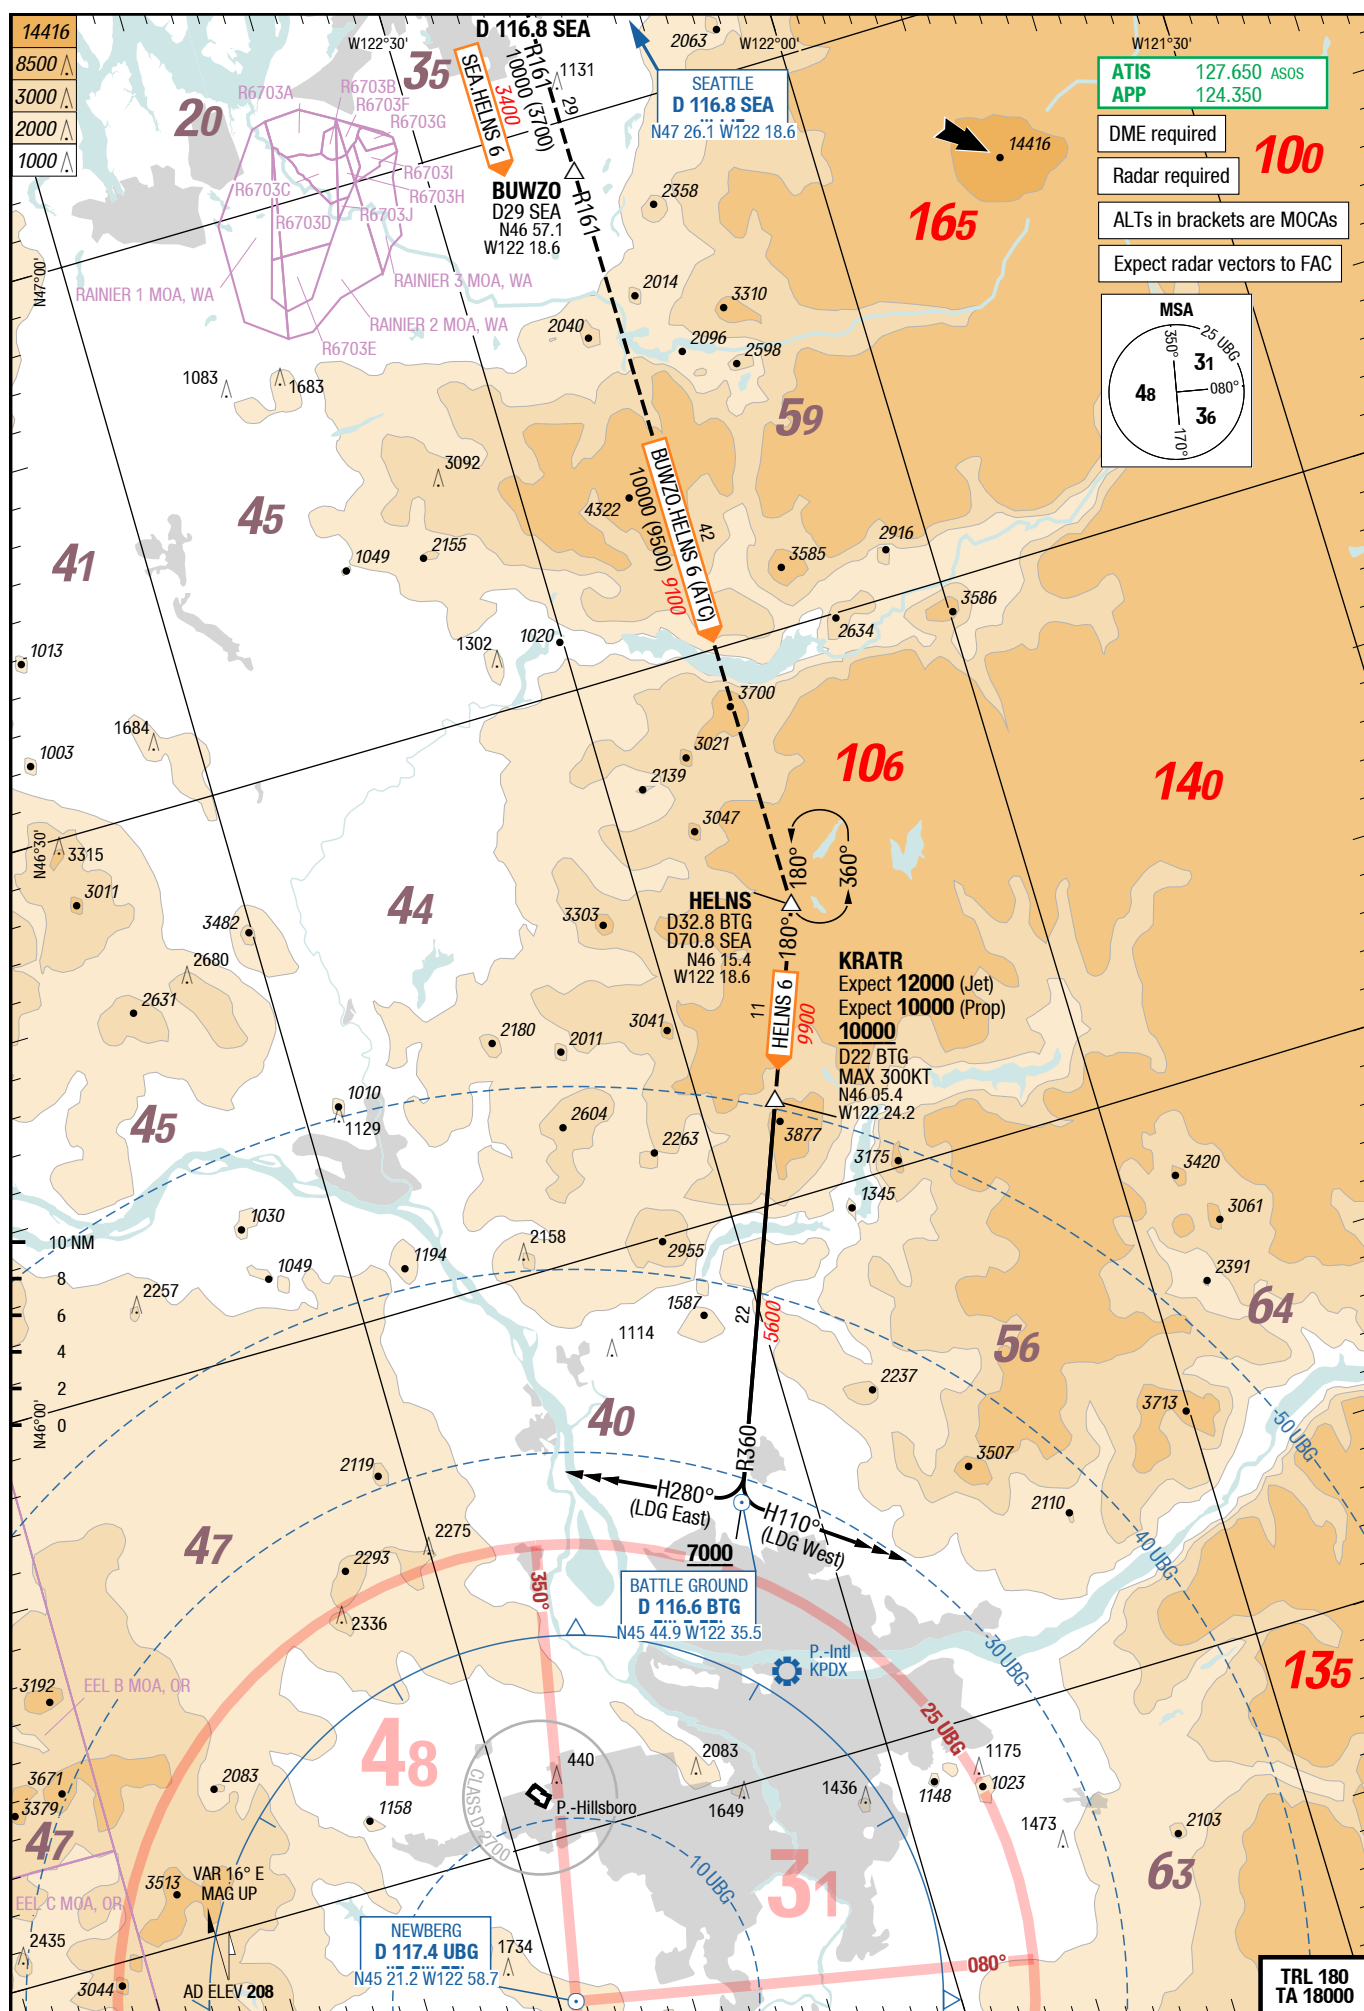 14416
8500
3000
2000
1000
W122°30'
W122°00'
W121°30'
D 116.8 SEA
R161
10000 (3700)
3400
29
SEA.HELNS 6
1131
2063
SEATTLE
D 116.8 SEA
N47 26.1 W122 18.6
ATIS 127.650 ASOS
APP 124.350
DME required
Radar required
ALTs in brackets are MOCAs
Expect radar vectors to FAC
MSA
25 UBG
350°
080°
170°
31
48
36
100
14416
165
20
35
R6703A
R6703B
R6703F
R6703G
R6703I
R6703H
R6703J
R6703C
R6703D
R6703E
RAINIER 1 MOA, WA
RAINIER 3 MOA, WA
RAINIER 2 MOA, WA
BUWZO
D29 SEA
N46 57.1
W122 18.6
R161
2358
2014
3310
2040
2096
2598
N47°00'
1083
1683
59
3092
4322
45
41
1049
2155
BUWZO.HELNS 6 (ATC)
10000 (9500)
9100
42
3585
2916
3586
2634
1013
1302
1020
3700
1684
1003
3021
2139
3047
106
140
N46°30'
3315
3011
3482
44
2680
2631
3303
180°
360°
HELNS
D32.8 BTG
D70.8 SEA
N46 15.4
W122 18.6
180°
HELNS 6
11
9900
KRATR
Expect 12000 (Jet)
Expect 10000 (Prop)
10000
D22 BTG
MAX 300KT
N46 05.4
W122 24.2
3041
2180
2011
1010
1129
45
2604
2263
3877
3175
1345
3420
3061
2391
64
1030
1049
1194
2158
2955
2257
10 NM
8
6
4
2
0
N46°00'
1587
1114
22
5600
56
2237
3713
3507
2110
50 UBG
40
R360
H280°
(LDG East)
H110°
(LDG West)
2119
47
2275
2293
2336
7000
BATTLE GROUND
D 116.6 BTG
N45 44.9 W122 35.5
40 UBG
30 UBG
350°
P.-Intl
KPDX
135
3192
EEL B MOA, OR
48
25 UBG
440
P.-Hillsboro
CLASS D 2700
2083
1649
1436
1148
1175
1023
1473
2103
3671
3379
47
2083
1158
VAR 16° E
MAG UP
3513
EEL C MOA, OR
10 UBG
31
63
2435
3044
AD ELEV 208
NEWBERG
D 117.4 UBG
N45 21.2 W122 58.7
1734
080°
TRL 180
TA 18000